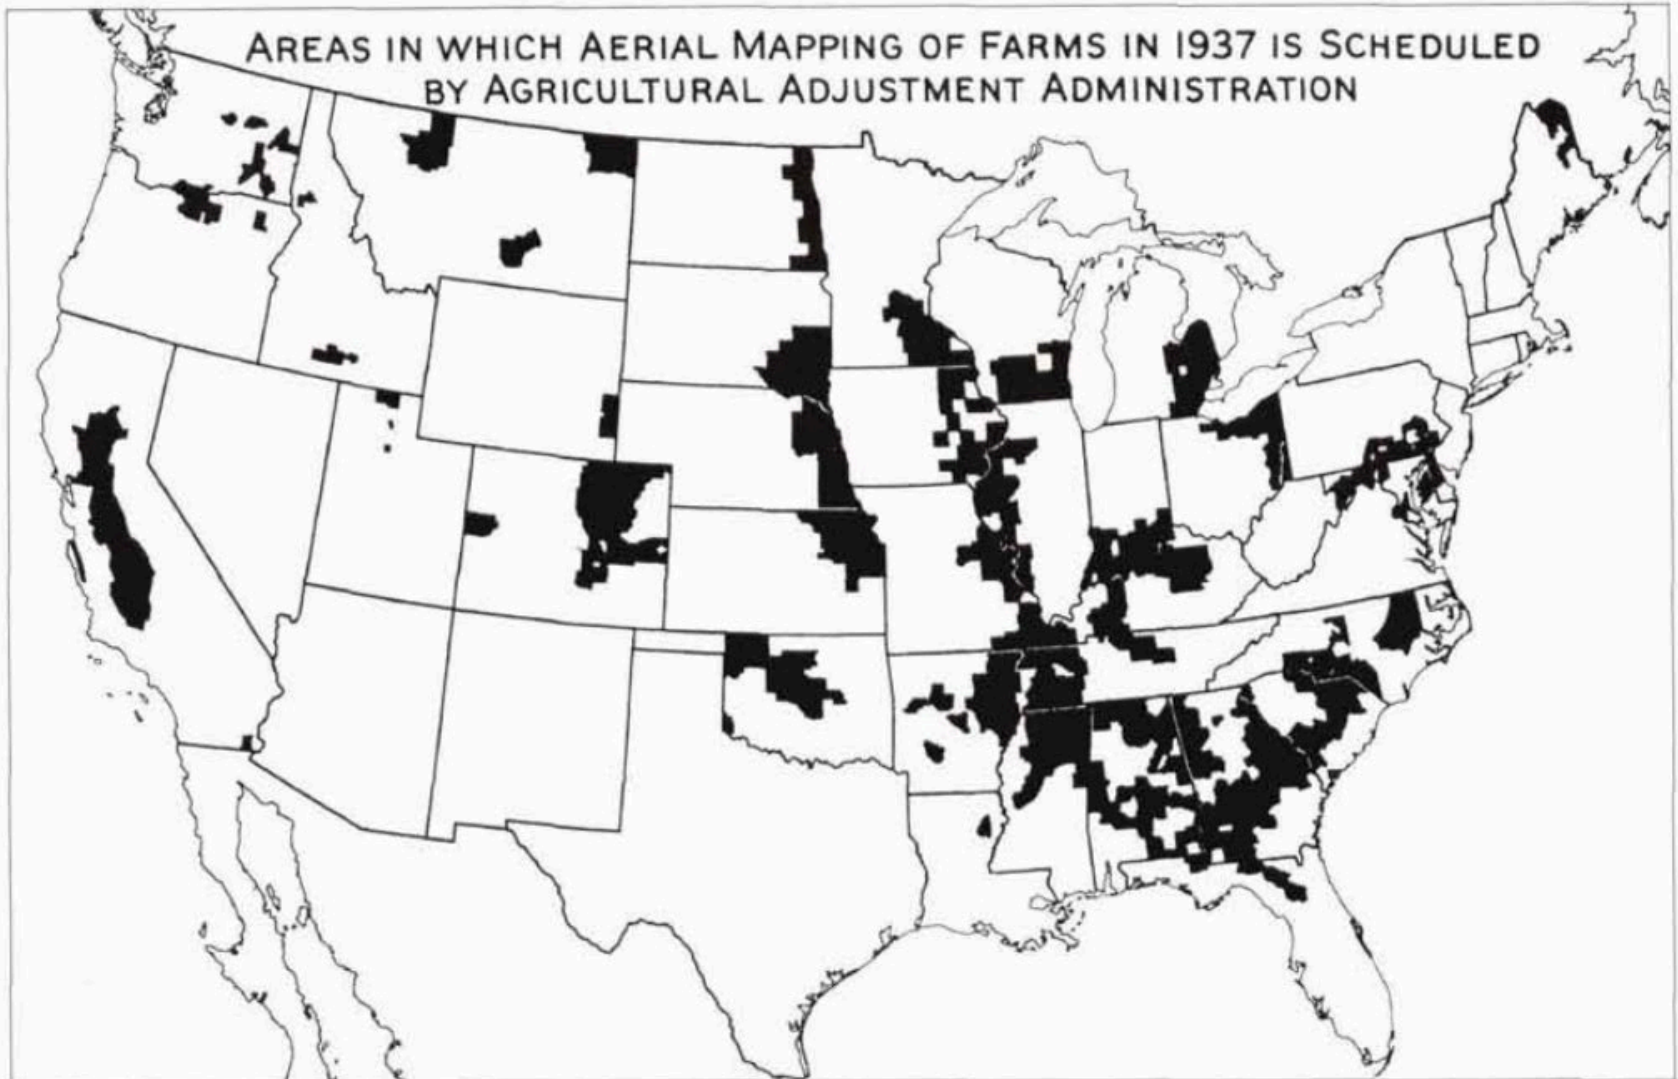 AREAS IN WHICH AERIAL MAPPING OF FARMS IN 1937 IS SCHEDULED
BY AGRICULTURAL ADJUSTMENT ADMINISTRATION